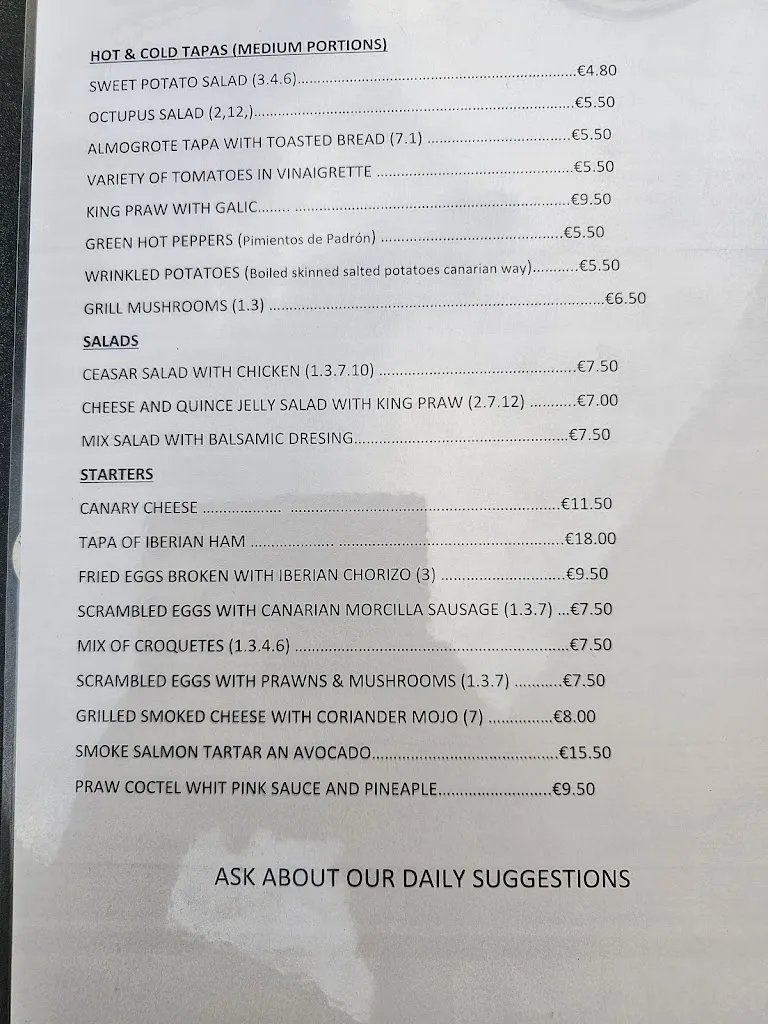 HOT & COLD TAPAS (MEDIUM PORTIONS)
SWEET POTATO SALAD (3.4.6)..............................................................€4.80
OCTUPUS SALAD (2,12,).......................................................................€5.50
ALMOGROTE TAPA WITH TOASTED BREAD (7.1) ................................€5.50
VARIETY OF TOMATOES IN VINAIGRETTE ...........................................€5.50
KING PRAW WITH GALIC........ .............................................................€9.50
GREEN HOT PEPPERS (Pimientos de Padrón) ........................................€5.50
WRINKLED POTATOES (Boiled skinned salted potatoes canarian way)...........€5.50
GRILL MUSHROOMS (1.3) ..........................................................................€6.50
SALADS
CEASAR SALAD WITH CHICKEN (1.3.7.10) ............................................€7.50
CHEESE AND QUINCE JELLY SALAD WITH KING PRAW (2.7.12) ..........€7.00
MIX SALAD WITH BALSAMIC DRESING................................................€7.50
STARTERS
CANARY CHEESE ................... .............................................................€11.50
TAPA OF IBERIAN HAM .................... .............................................€18.00
FRIED EGGS BROKEN WITH IBERIAN CHORIZO (3) ............................€9.50
SCRAMBLED EGGS WITH CANARIAN MORCILLA SAUSAGE (1.3.7) ...€7.50
MIX OF CROQUETES (1.3.4.6) ..............................................................€7.50
SCRAMBLED EGGS WITH PRAWNS & MUSHROOMS (1.3.7) ...........€7.50
GRILLED SMOKED CHEESE WITH CORIANDER MOJO (7) ...............€8.00
SMOKE SALMON TARTAR AN AVOCADO..........................................€15.50
PRAW COCTEL WHIT PINK SAUCE AND PINEAPLE.........................€9.50
ASK ABOUT OUR DAILY SUGGESTIONS